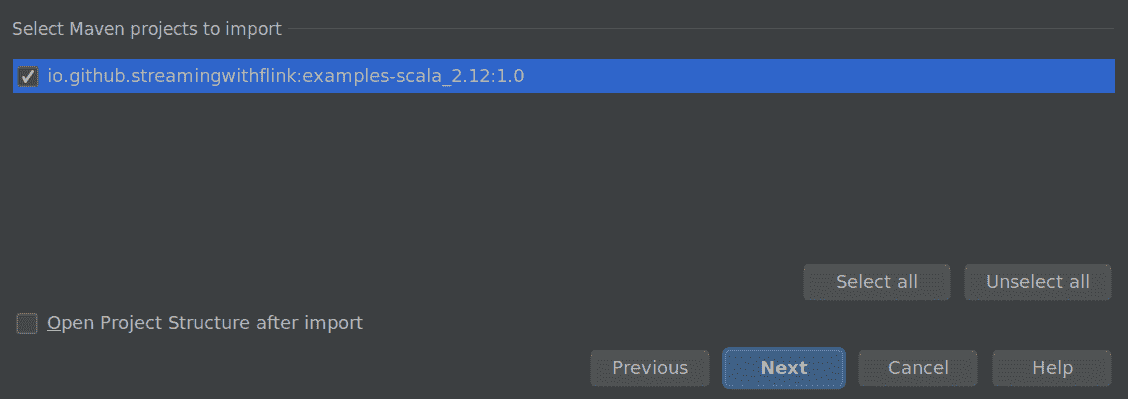 Select Maven projects to import
io.github.streamingwithflink:examples-scala_2.12:1.0
Select all Unselect all
Open Project Structure after import
Previous Next Cancel Help